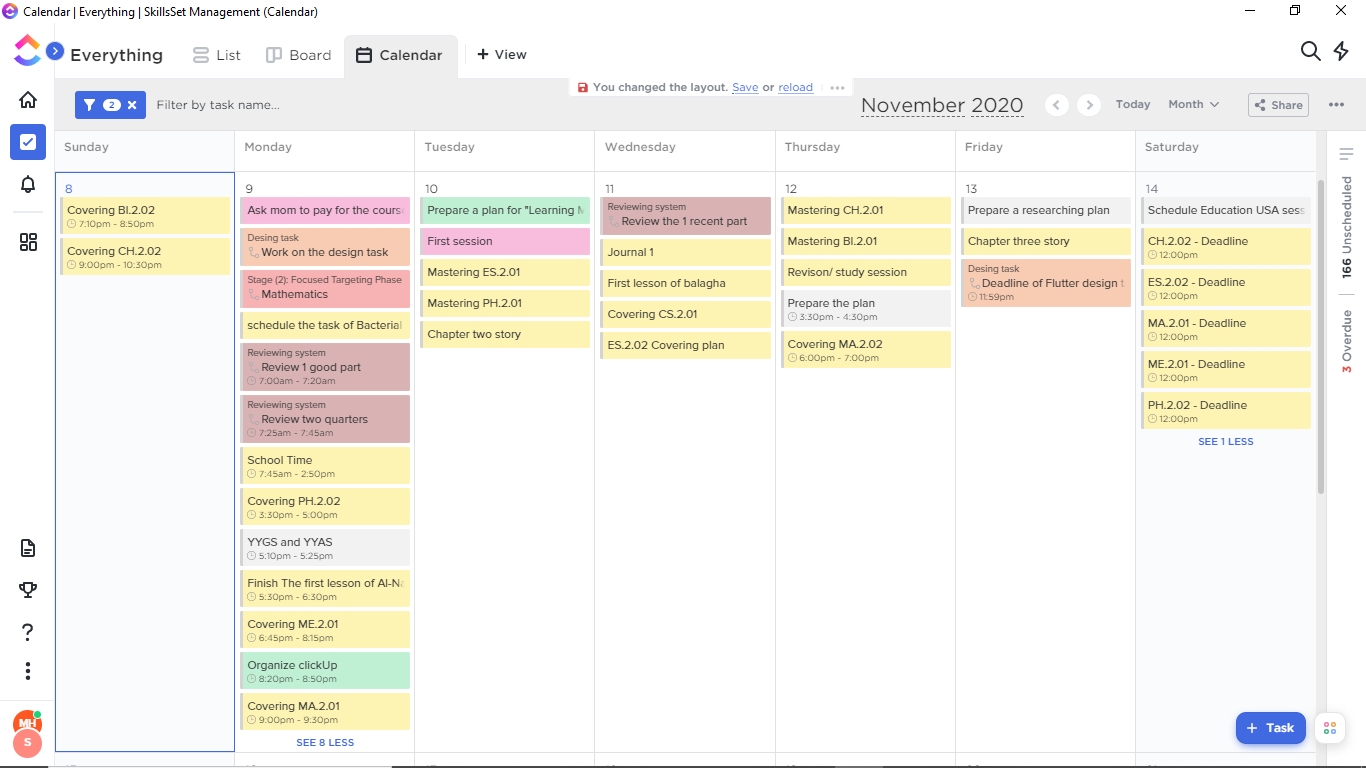 Calendar | Everything | SkillsSet Management (Calendar)
Everything
List
Board
Calendar
+ View
You changed the layout. Save or reload
2
Filter by task name...
November 2020
Today
Month
Share
Sunday
Monday
Tuesday
Wednesday
Thursday
Friday
Saturday
8
Covering BI.2.02
7:10pm - 8:50pm
Covering CH.2.02
9:00pm - 10:30pm
9
Ask mom to pay for the cours
Desing task
Work on the design task
Stage (2): Focused Targeting Phase
Mathematics
schedule the task of Bacterial
Reviewing system
Review 1 good part
7:00am - 7:20am
Reviewing system
Review two quarters
7:25am - 7:45am
School Time
7:45am - 2:50pm
Covering PH.2.02
3:30pm - 5:00pm
YYGS and YYAS
5:10pm - 5:25pm
Finish The first lesson of Al-Na
5:30pm - 6:30pm
Covering ME.2.01
6:45pm - 8:15pm
Organize clickUp
8:20pm - 8:50pm
Covering MA.2.01
9:00pm - 9:30pm
SEE 8 LESS
10
Prepare a plan for "Learning M
First session
Mastering ES.2.01
Mastering PH.2.01
Chapter two story
11
Reviewing system
Review the 1 recent part
Journal 1
First lesson of balagha
Covering CS.2.01
ES.2.02 Covering plan
12
Mastering CH.2.01
Mastering BI.2.01
Revison/ study session
Prepare the plan
3:30pm - 4:30pm
Covering MA.2.02
6:00pm - 7:00pm
13
Prepare a researching plan
Chapter three story
Desing task
Deadline of Flutter design t
11:59pm
14
Schedule Education USA sess
CH.2.02 - Deadline
12:00pm
ES.2.02 - Deadline
12:00pm
MA.2.01 - Deadline
12:00pm
ME.2.01 - Deadline
12:00pm
PH.2.02 - Deadline
12:00pm
SEE 1 LESS
166 Unscheduled
3 Overdue
MH
S
+ Task